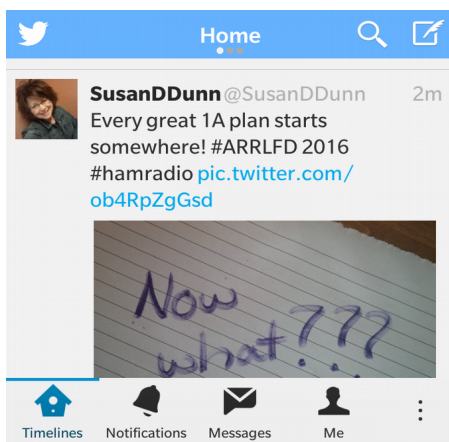 Home
SusanDDunn @SusanDDunn 2m
Every great 1A plan starts
somewhere! #ARRLFD 2016
#hamradio pic.twitter.com/
ob4RpZgGsd
Now
what???
Timelines Notifications Messages Me